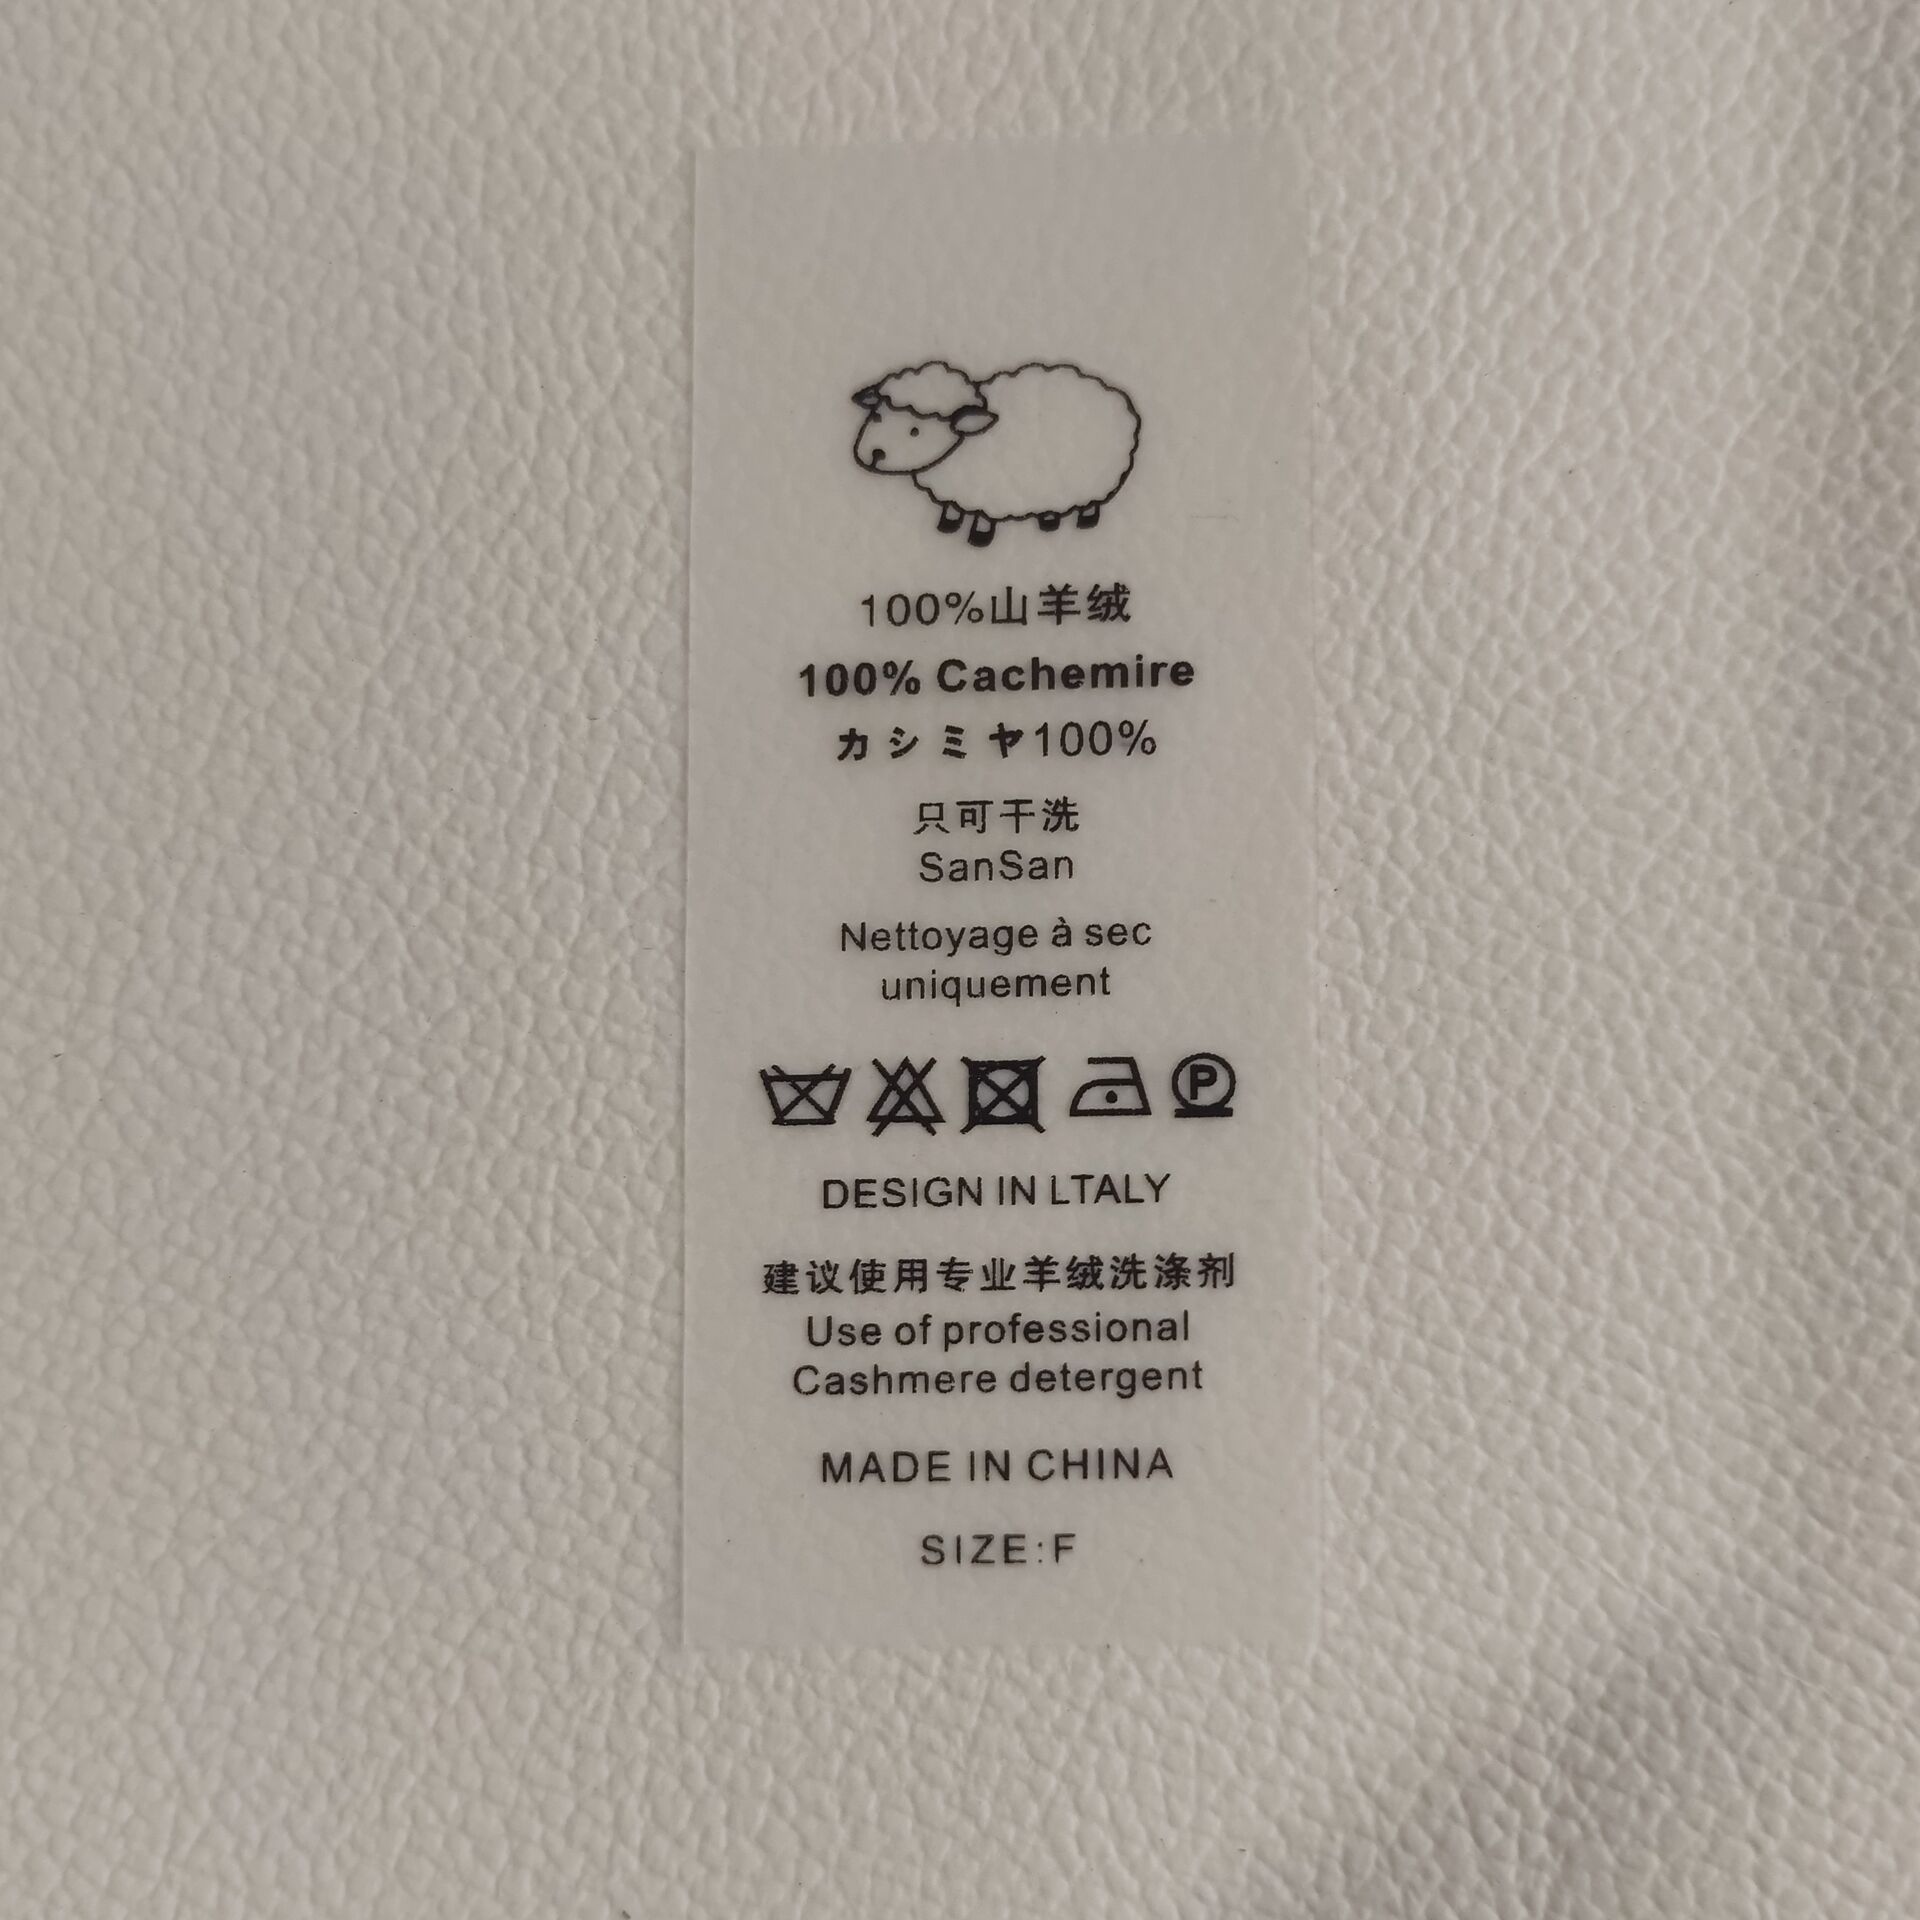 100%山羊绒
100% Cachemire
カシミヤ100%
只可干洗
SanSan
Nettoyage à sec
uniquement
P
DESIGN IN LTALY
建议使用专业羊绒洗涤剂
Use of professional
Cashmere detergent
MADE IN CHINA
SIZE:F